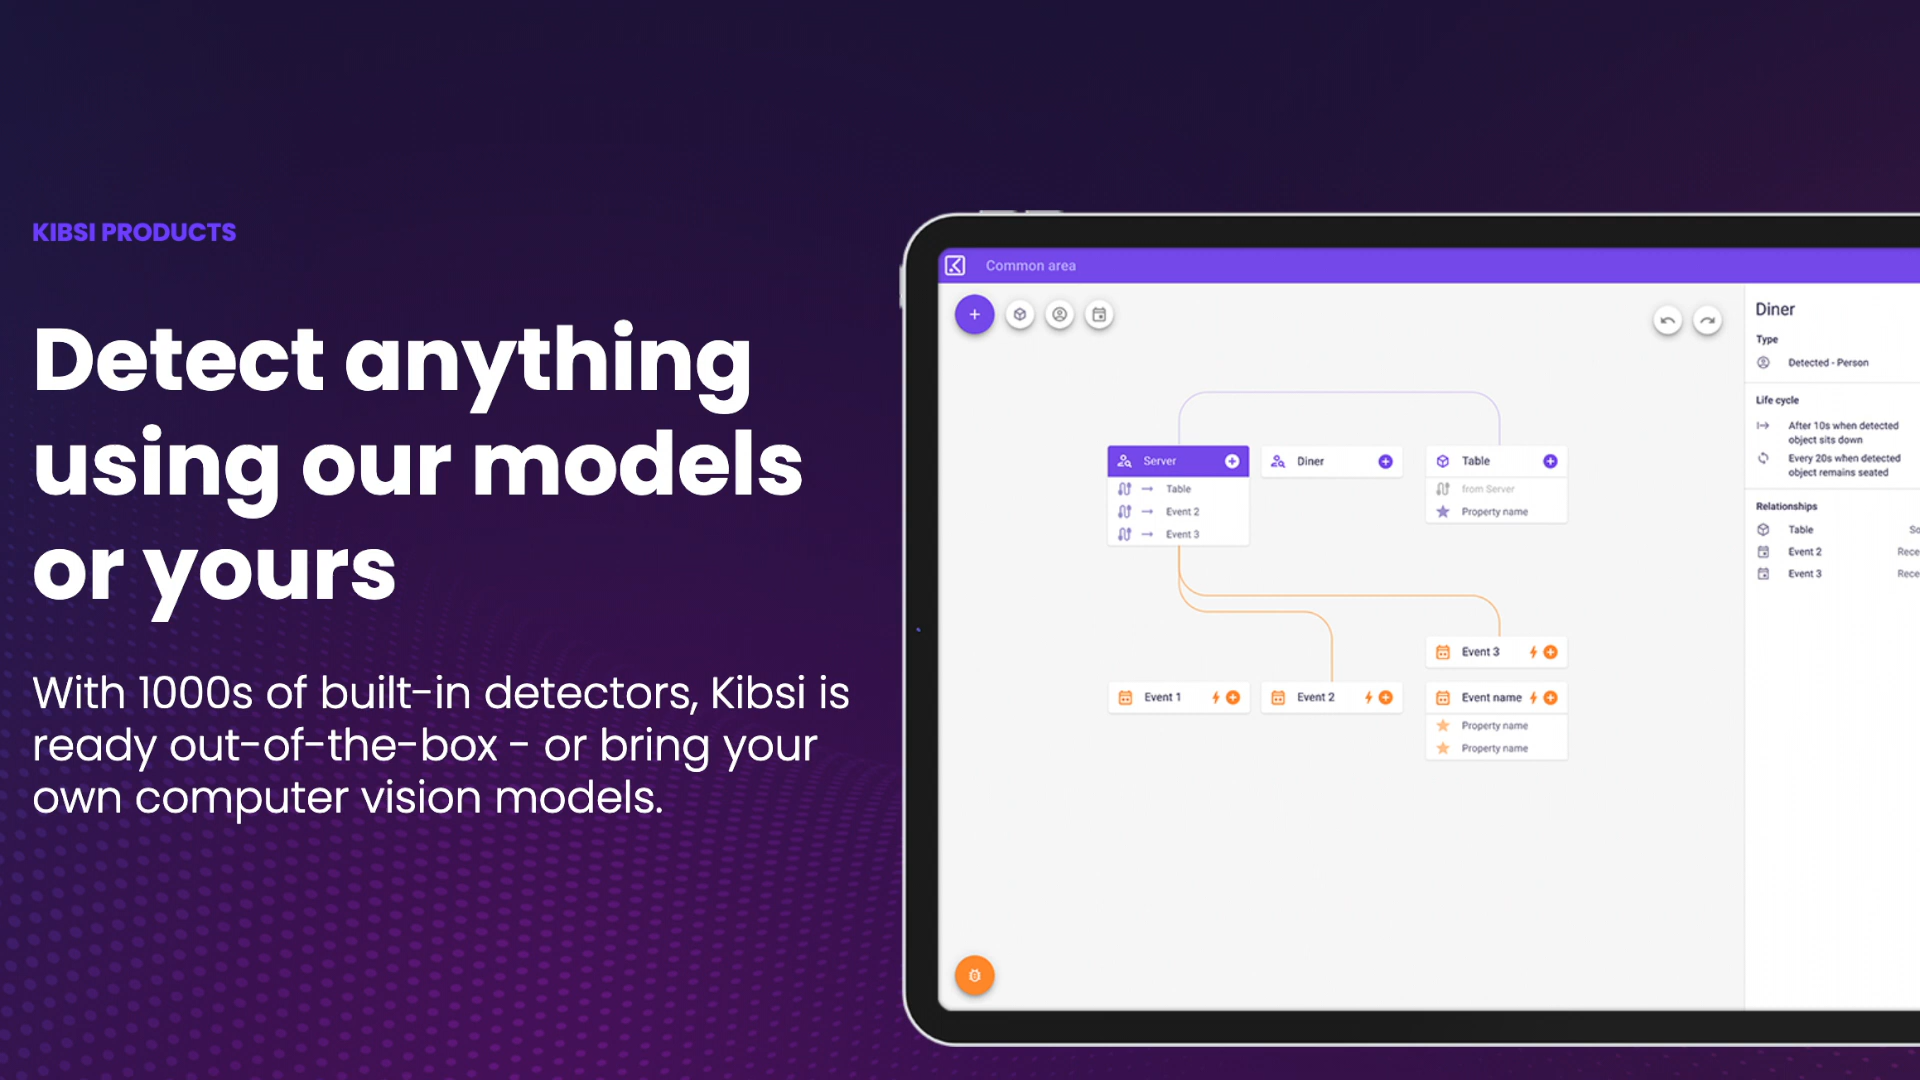 KIBSI PRODUCTS
Detect anything
using our models
or yours
With 1000s of built-in detectors, Kibsi is
ready out-of-the-box - or bring your
own computer vision models.
Common area
Server
Table
Event 2
Event 3
Diner
Table
from Server
Property name
Event 3
Event 1
Event 2
Event name
Property name
Property name
Diner
Type
Detected - Person
Life cycle
After 10s when detected
object sits down
Every 20s when detected
object remains seated
Relationships
Table So
Event 2 Rece
Event 3 Rece